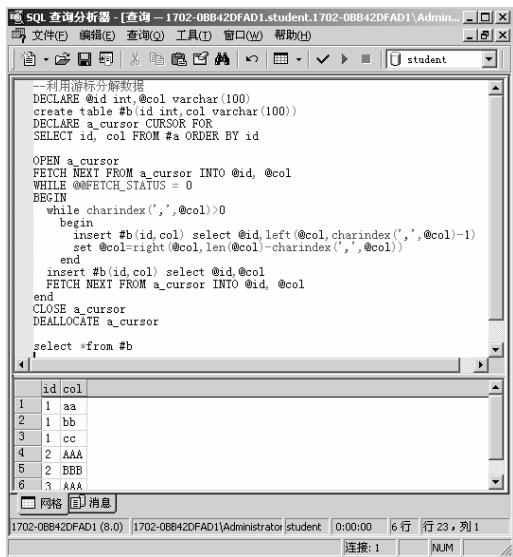 SQL 查询分析器 - [查询 — 1702-0BB42DFAD1.student.1702-0BB42DFAD1\Admin...
文件(F) 编辑(E) 查询(Q) 工具(T) 窗口(W) 帮助(H)
student
--利用游标分解数据
DECLARE @id int,@col varchar(100)
create table #b(id int,col varchar(100))
DECLARE a_cursor CURSOR FOR
SELECT id, col FROM #a ORDER BY id
OPEN a_cursor
FETCH NEXT FROM a_cursor INTO @id, @col
WHILE @@FETCH_STATUS = 0
BEGIN
while charindex(',',@col)>0
begin
insert #b(id,col) select @id,left(@col,charindex(',',@col)-1)
set @col=right(@col,len(@col)-charindex(',',@col))
end
insert #b(id,col) select @id,@col
FETCH NEXT FROM a_cursor INTO @id, @col
end
CLOSE a_cursor
DEALLOCATE a_cursor
select *from #b
id col
1 1 aa
2 1 bb
3 1 cc
4 2 AAA
5 2 BBB
6 3 AAA
网格 消息
1702-0BB42DFAD1 (8.0) 1702-0BB42DFAD1\Administrator student 0:00:00 6 行 行 23，列 1
连接: 1 NUM